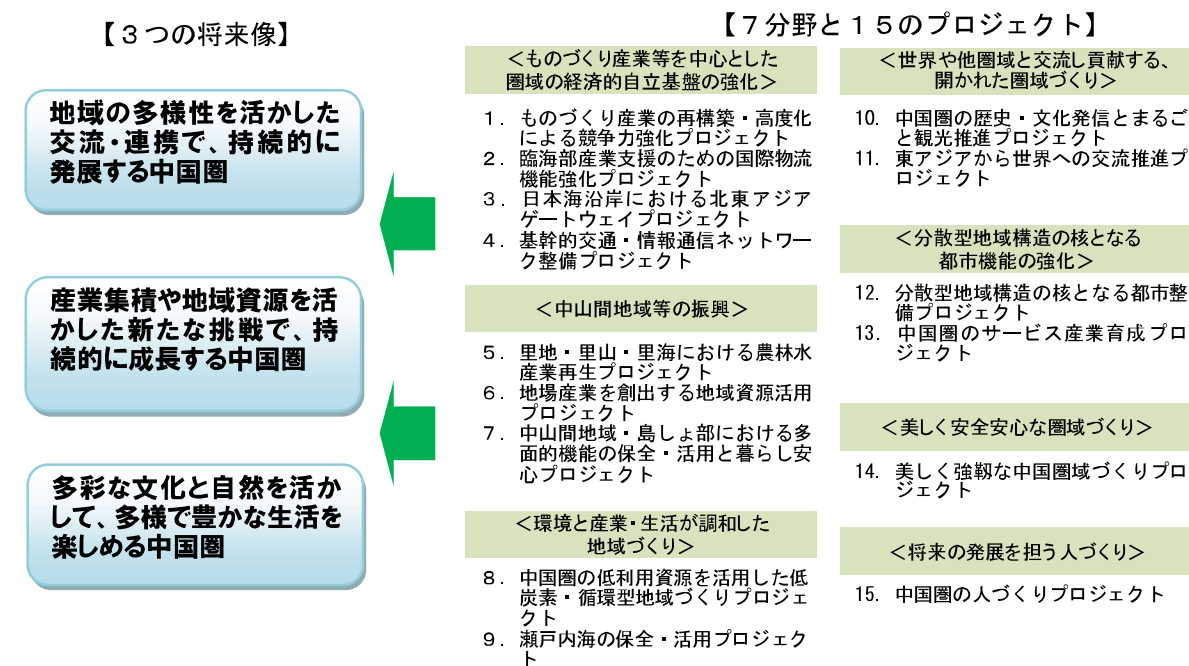 【３つの将来像】
地域の多様性を活かした
交流・連携で、持続的に
発展する中国圏
産業集積や地域資源を活
かした新たな挑戦で、持
続的に成長する中国圏
多彩な文化と自然を活か
して、多様で豊かな生活を
楽しめる中国圏
【７分野と１５のプロジェクト】
＜ものづくり産業等を中心とした
圏域の経済的自立基盤の強化＞
１．ものづくり産業の再構築・高度化
による競争力強化プロジェクト
２．臨海部産業支援のための国際物流
機能強化プロジェクト
３．日本海沿岸における北東アジア
ゲートウェイプロジェクト
４．基幹的交通・情報通信ネットワー
ク整備プロジェクト
＜中山間地域等の振興＞
５．里地・里山・里海における農林水
産業再生プロジェクト
６．地場産業を創出する地域資源活用
プロジェクト
７．中山間地域・島しょ部における多
面的機能の保全・活用と暮らし安
心プロジェクト
＜環境と産業・生活が調和した
地域づくり＞
８．中国圏の低利用資源を活用した低
炭素・循環型地域づくりプロジェ
クト
９．瀬戸内海の保全・活用プロジェク
ト
＜世界や他圏域と交流し貢献する、
開かれた圏域づくり＞
10. 中国圏の歴史・文化発信とまるご
と観光推進プロジェクト
11. 東アジアから世界への交流推進プ
ロジェクト
＜分散型地域構造の核となる
都市機能の強化＞
12. 分散型地域構造の核となる都市整
備プロジェクト
13. 中国圏のサービス産業育成プロ
ジェクト
＜美しく安全安心な圏域づくり＞
14. 美しく強靱な中国圏域づくりプロ
ジェクト
＜将来の発展を担う人づくり＞
15. 中国圏の人づくりプロジェクト